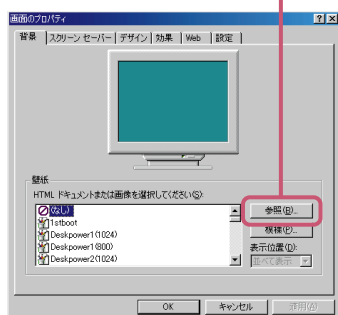 画面のプロパティ
背景 スクリーン セーバー デザイン 効果 Web 設定
壁紙
HTML ドキュメントまたは画像を選択してください(S):
(なし)
1stboot
Deskpower1(1024)
Deskpower1(800)
Deskpower2(1024)
参照(B)...
模様(P)...
表示位置(D):
並べて表示
OK キャンセル 適用(A)